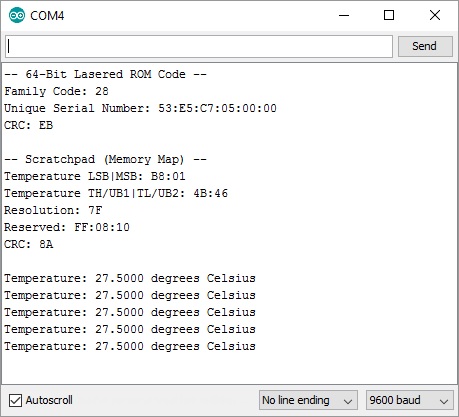 COM4
Send
-- 64-Bit Lasered ROM Code --
Family Code: 28
Unique Serial Number: 53:E5:C7:05:00:00
CRC: EB
-- Scratchpad (Memory Map) --
Temperature LSB|MSB: B8:01
Temperature TH/UB1|TL/UB2: 4B:46
Resolution: 7F
Reserved: FF:08:10
CRC: 8A
Temperature: 27.5000 degrees Celsius
Temperature: 27.5000 degrees Celsius
Temperature: 27.5000 degrees Celsius
Temperature: 27.5000 degrees Celsius
Temperature: 27.5000 degrees Celsius
Autoscroll No line ending 9600 baud